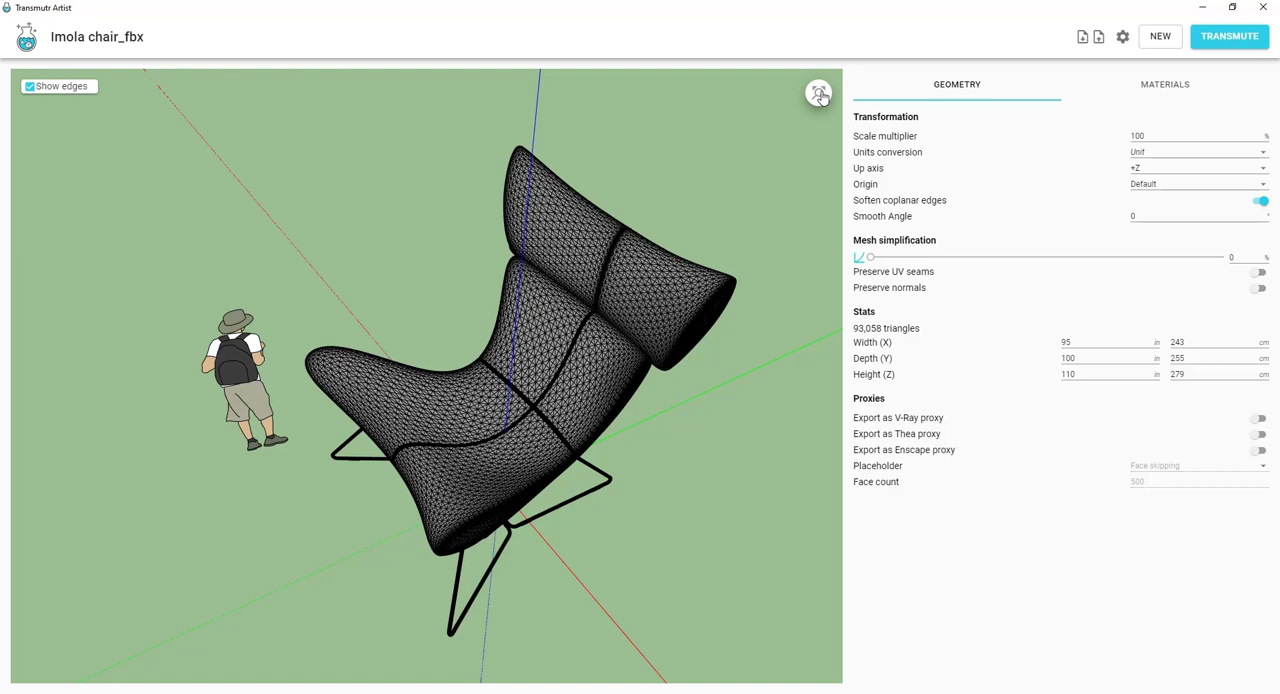 Transmutr Artist
Imola chair_fbx
NEW
TRANSMUTE
Show edges
GEOMETRY
MATERIALS
Transformation
Scale multiplier 100 %
Units conversion Unit
Up axis +Z
Origin Default
Soften coplanar edges
Smooth Angle 0 °
Mesh simplification
0 %
Preserve UV seams
Preserve normals
Stats
93,058 triangles
Width (X) 95 in 243 cm
Depth (Y) 100 in 255 cm
Height (Z) 110 in 279 cm
Proxies
Export as V-Ray proxy
Export as Thea proxy
Export as Enscape proxy
Placeholder Face skipping
Face count 500